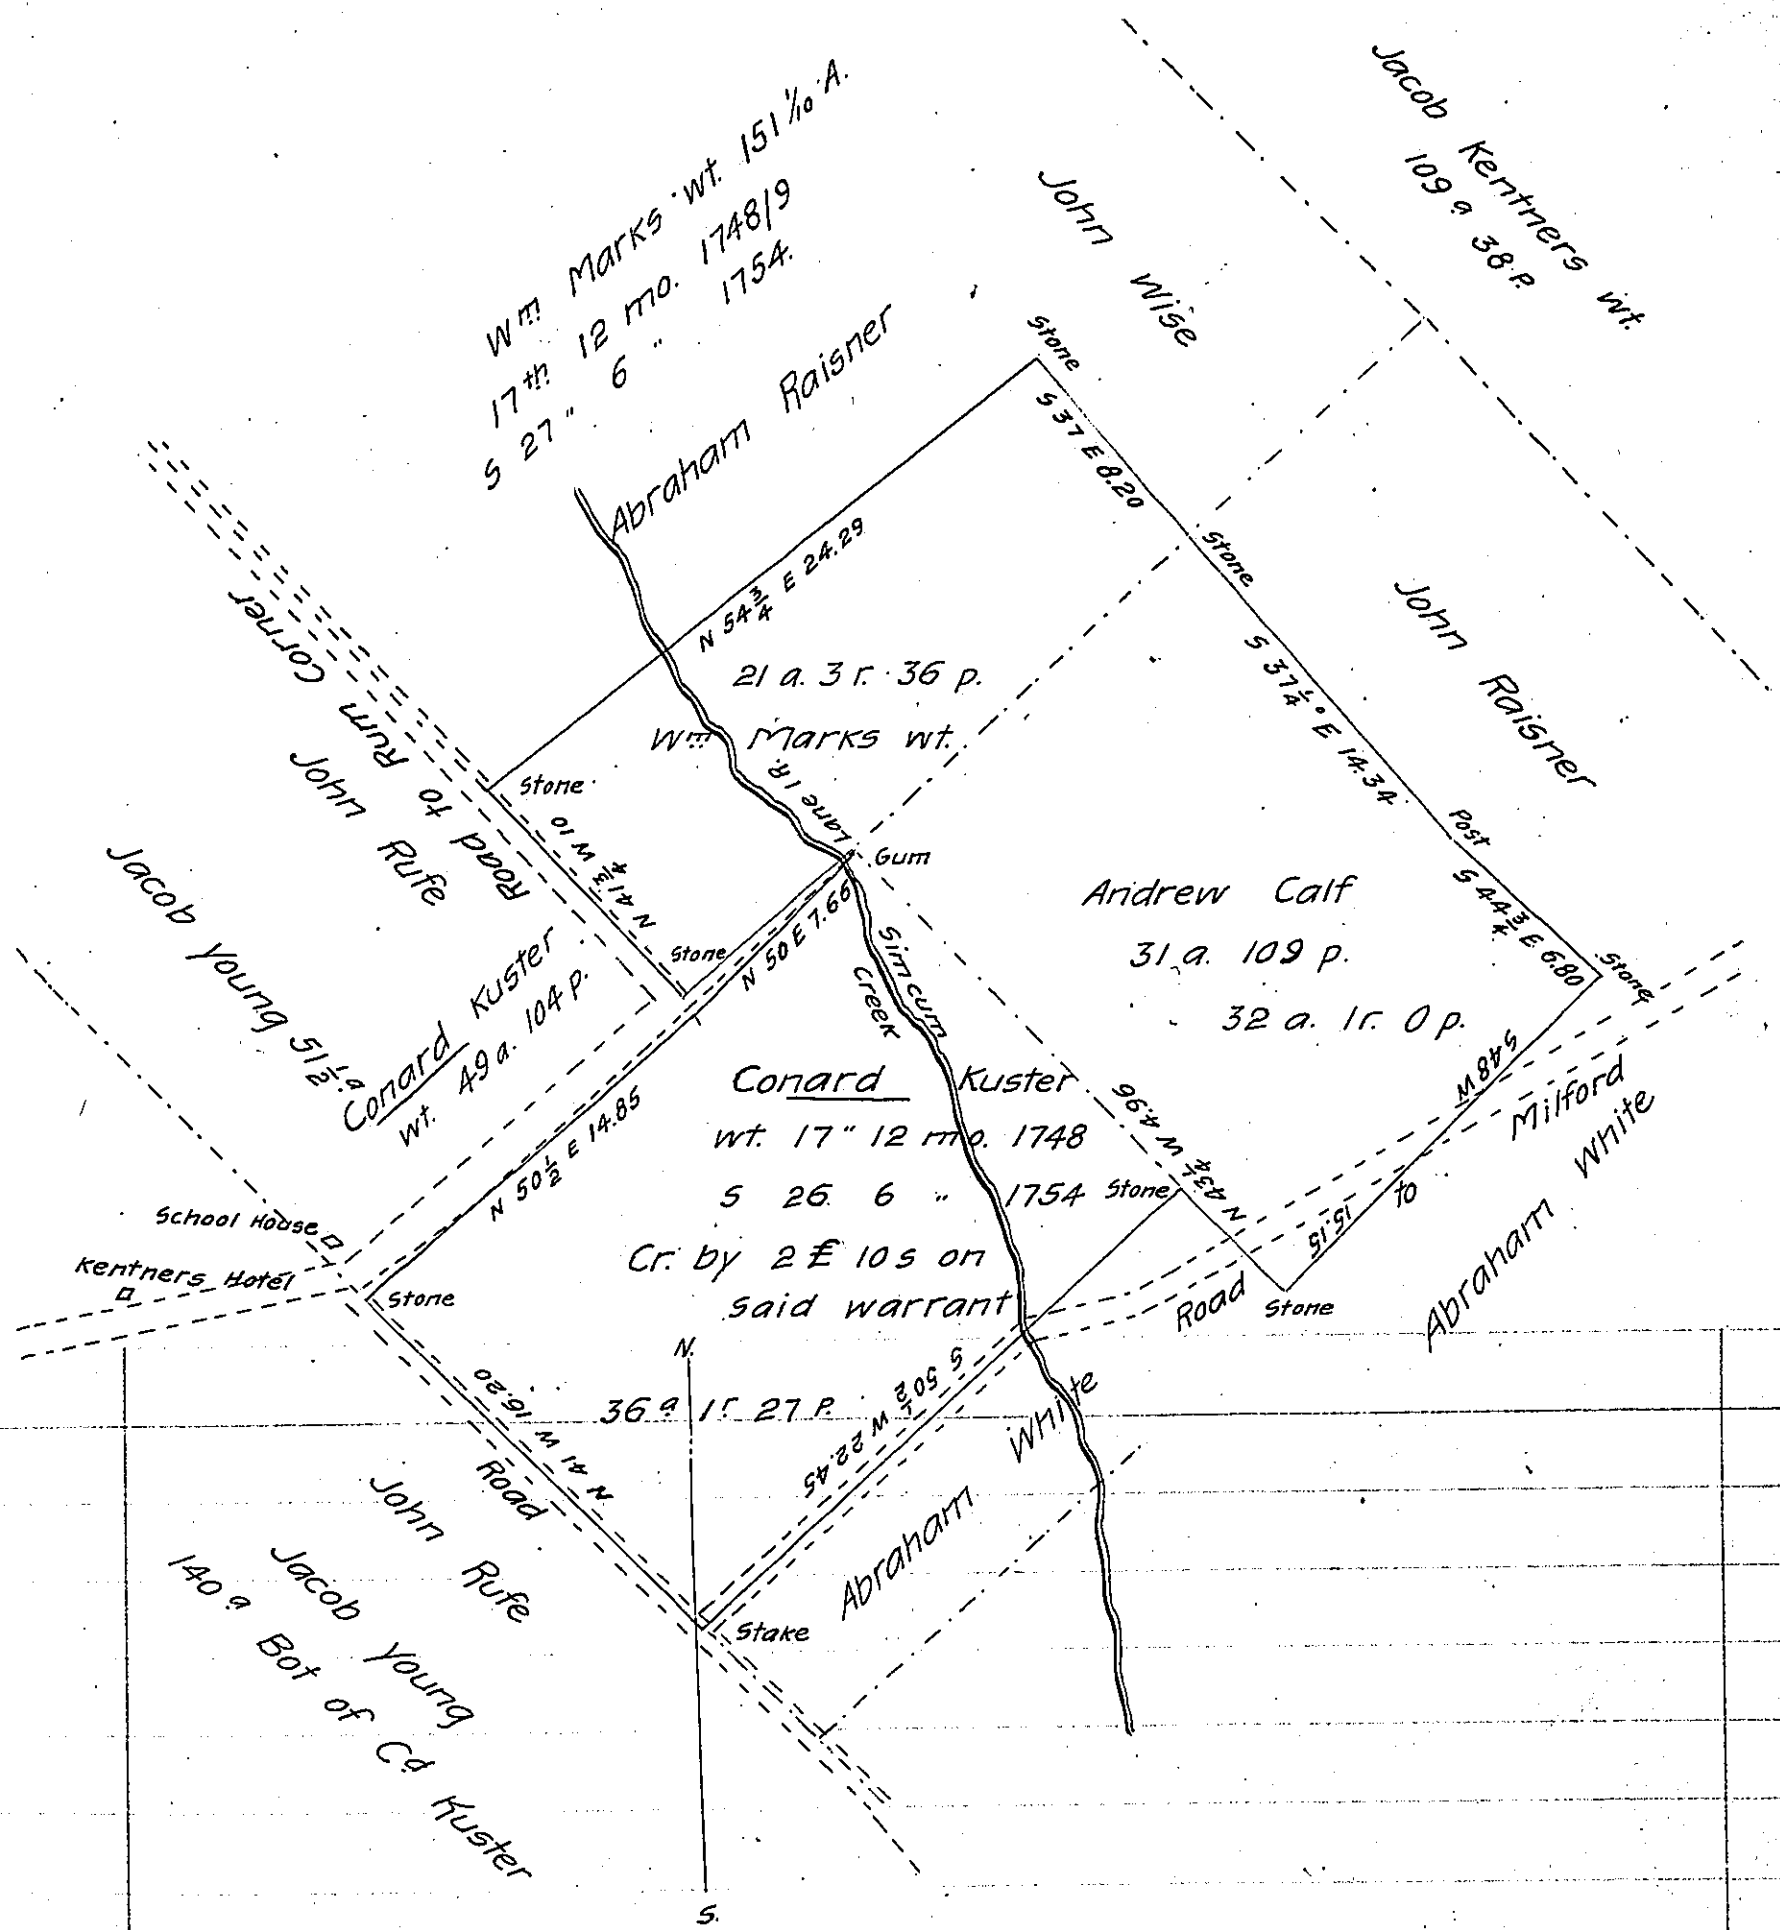 Wm Marks wt. 151 1/10 A.
17th 12 mo. 1748/9
S 27 " 6 " 1754.
Abraham Raisner
John Wise
Jacob Kentners wt.
109 a 38 P.
Stone
S 37 E 8.20
Stone
N 54 3/4 E 24.29
S 37 1/4° E 14.34
John Raisner
21 a. 3 r. 36 p.
Wm Marks wt.
Road to Rum Corner
John Rufe
Stone
N 41 3/4 W 10
Stone
Lane 1 R.
Gum
N 50 E 7.66
Post
S 44 3/4 E 6.80
Stone
Andrew Calf
31 a. 109 p.
32 a. 1r. 0 p.
Jacob Young 51 1/2 a
Conard Kuster
wt. 49 a. 104 p.
Simcum
Creek
N 50 1/2 E 14.85
Conard Kuster
wt. 17 " 12 mo. 1748
S 26 6 " 1754
Cr. by 2 £ 10 s on
said warrant
36 a 1 r 27 P.
N 43 1/4 W 4.96
Stone
S 48 W 15.15
Stone
Road to Milford
Abraham White
School House
Kentners Hotel
Stone
N 41 W 16.20
Road
S 50 1/2 W 22.45
Abraham White
Stake
John Rufe
Jacob Young
140 a Bot of Cd Kuster
N.
S.